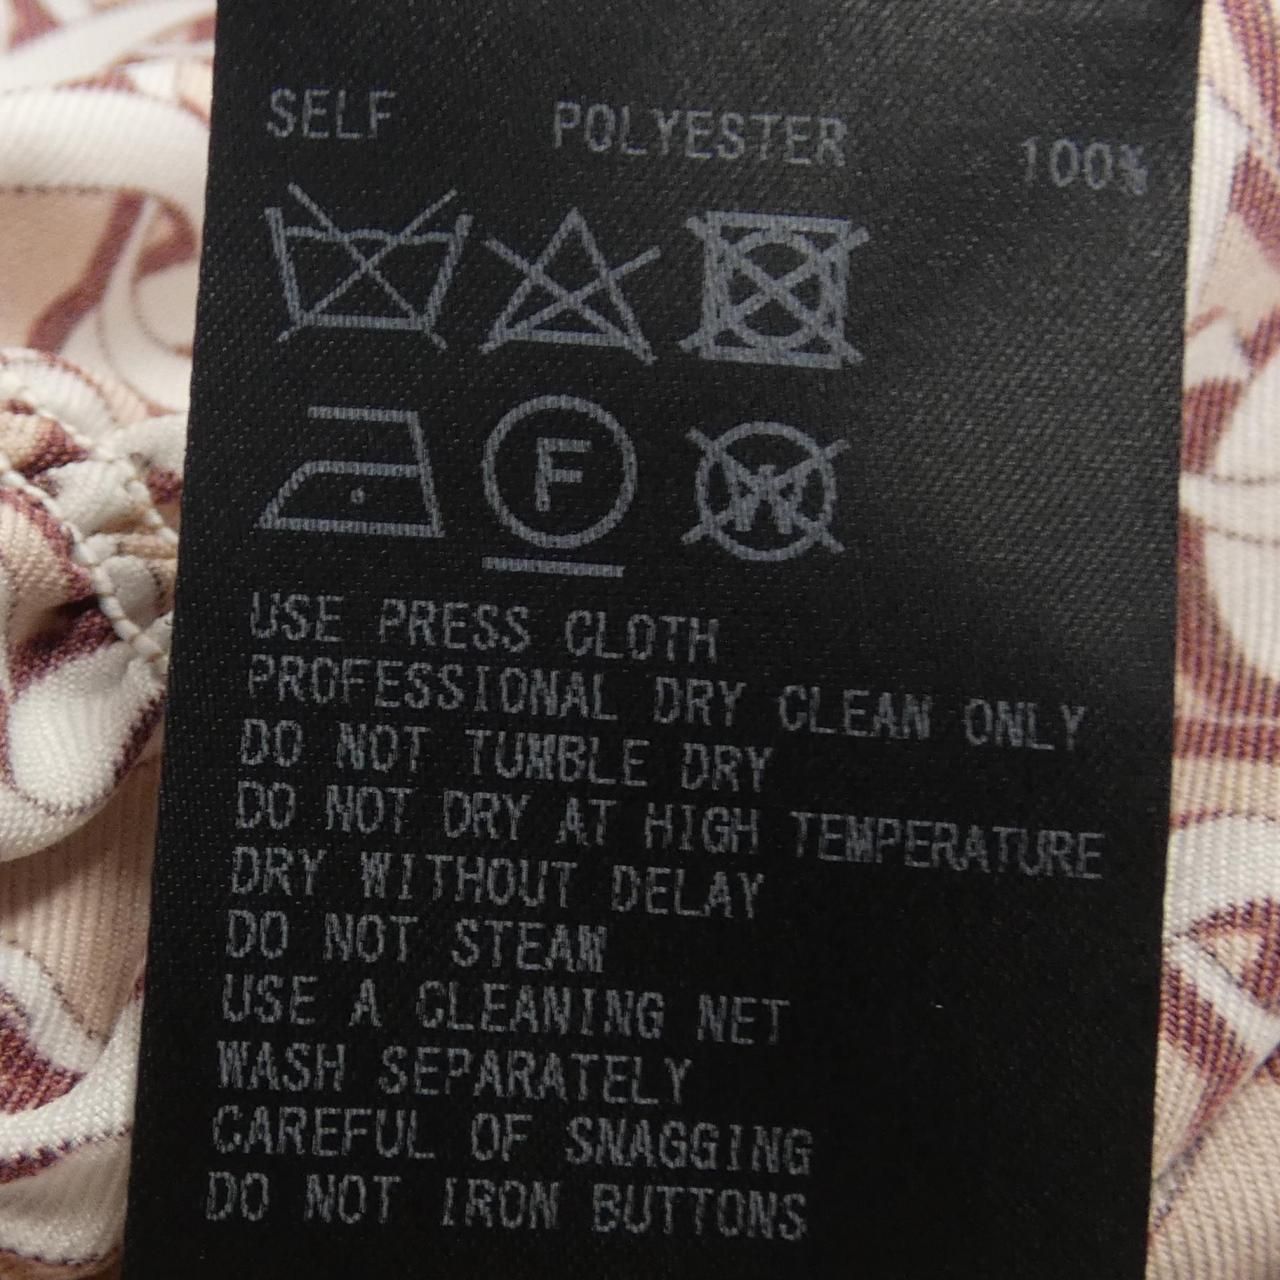 SELF POLYESTER 100%
F
W
USE PRESS CLOTH
PROFESSIONAL DRY CLEAN ONLY
DO NOT TUMBLE DRY
DO NOT DRY AT HIGH TEMPERATURE
DRY WITHOUT DELAY
DO NOT STEAM
USE A CLEANING NET
WASH SEPARATELY
CAREFUL OF SNAGGING
DO NOT IRON BUTTONS